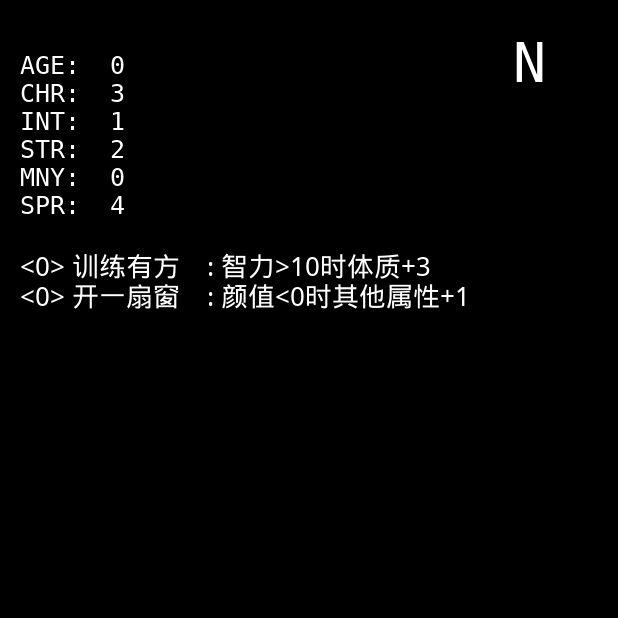 N
AGE: 0
CHR: 3
INT: 1
STR: 2
MNY: 0
SPR: 4
<0> 训练有方 : 智力>10时体质+3
<0> 开一扇窗 : 颜值<0时其他属性+1